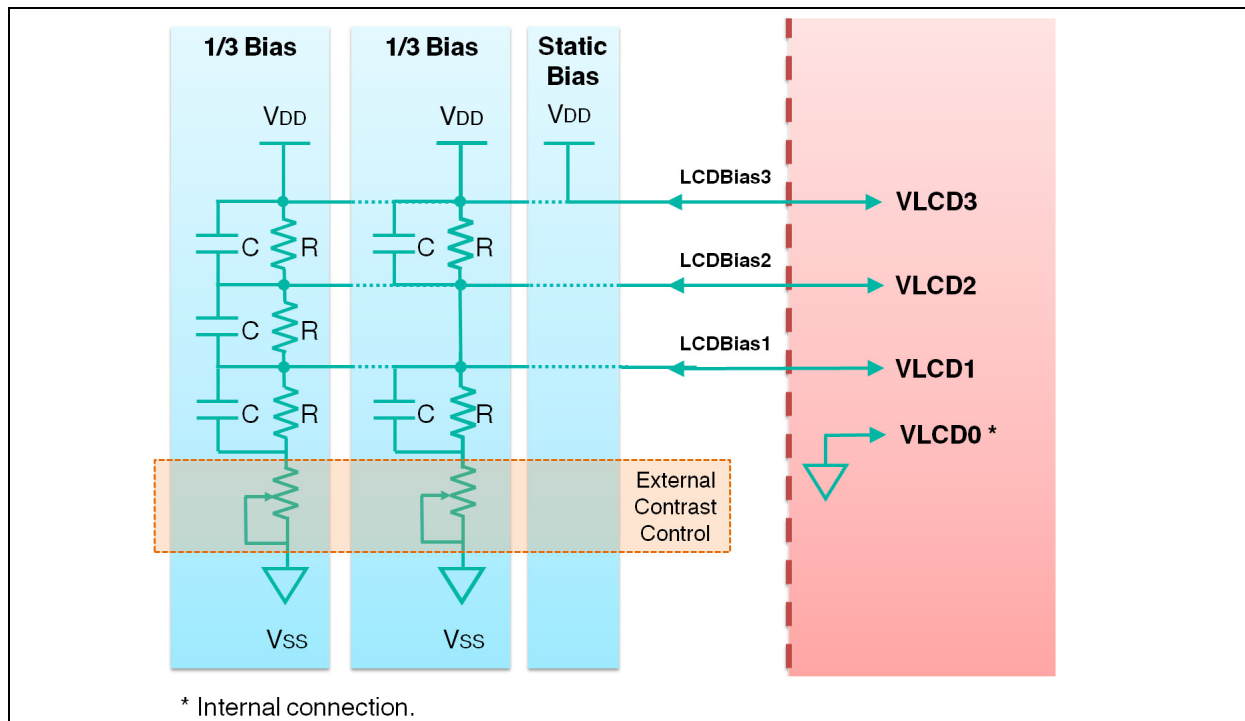 1/3 Bias
1/3 Bias
Static
Bias
VDD
VDD
VDD
LCDBias3
VLCD3
C
R
C
R
LCDBias2
VLCD2
C
R
LCDBias1
VLCD1
C
R
C
R
VLCD0 *
External
Contrast
Control
VSS
VSS
* Internal connection.